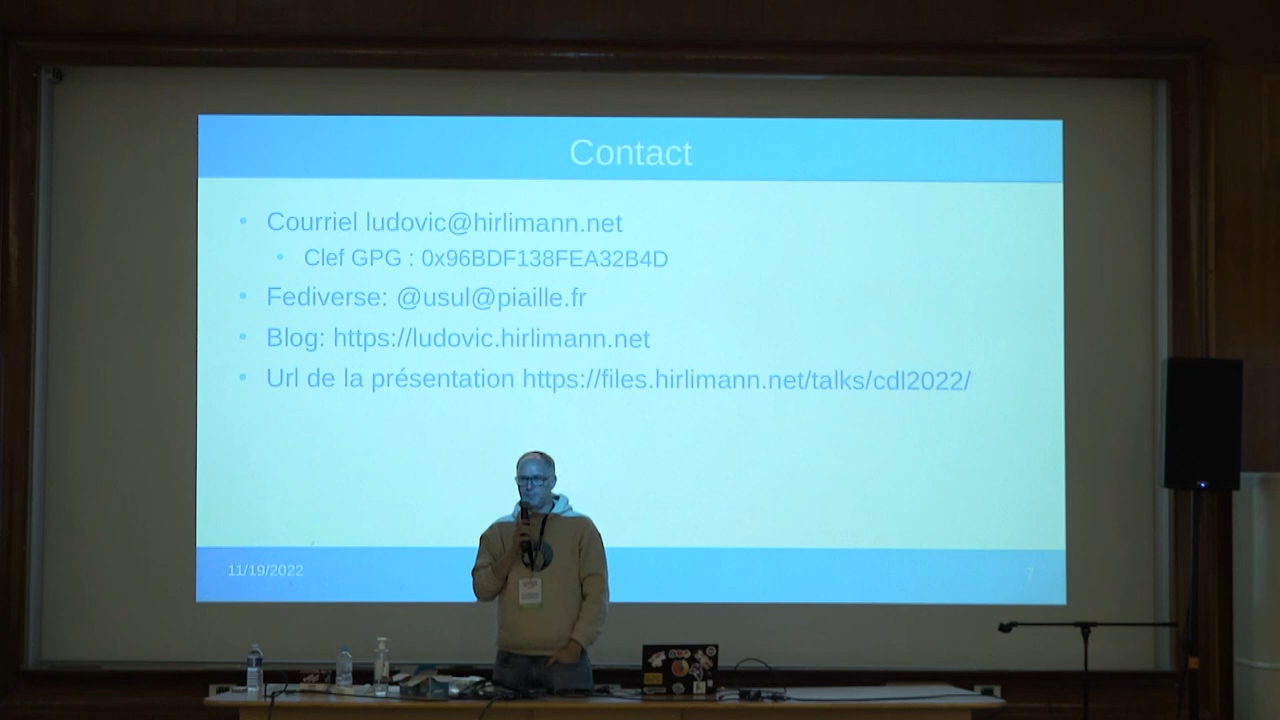 Contact
• Courriel ludovic@hirlimann.net
• Clef GPG : 0x96BDF138FEA32B4D
• Fediverse: @usul@piaille.fr
• Blog: https://ludovic.hirlimann.net
• Url de la présentation https://files.hirlimann.net/talks/cdl2022/
11/19/2022
7